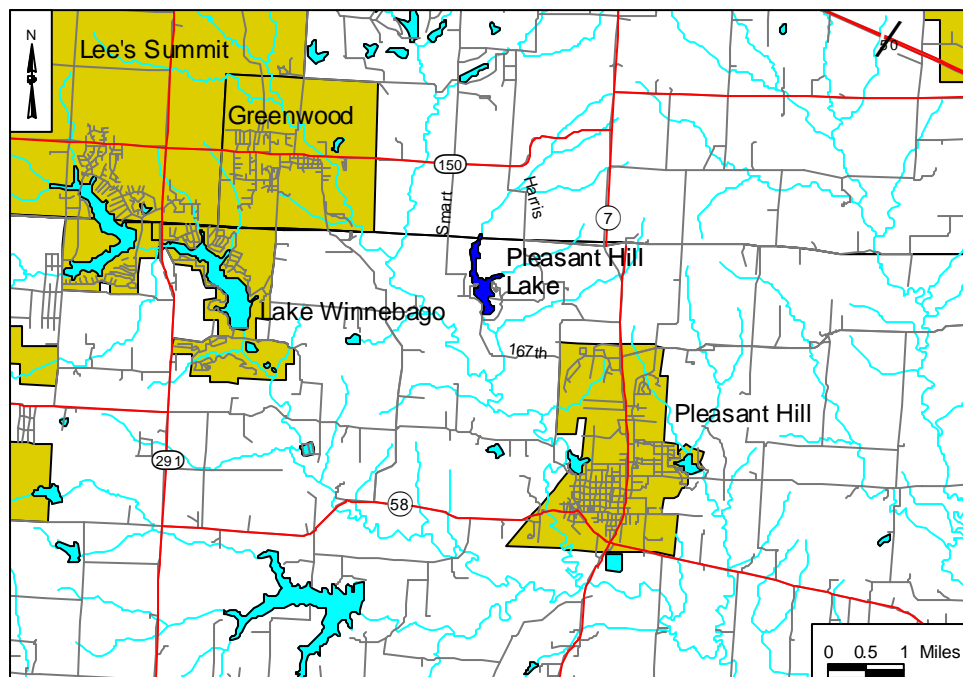 N
Lee's Summit
50
Greenwood
150
Smart
Harris
7
Pleasant Hill
Lake
Lake Winnebago
167th
Pleasant Hill
291
58
0 0.5 1 Miles